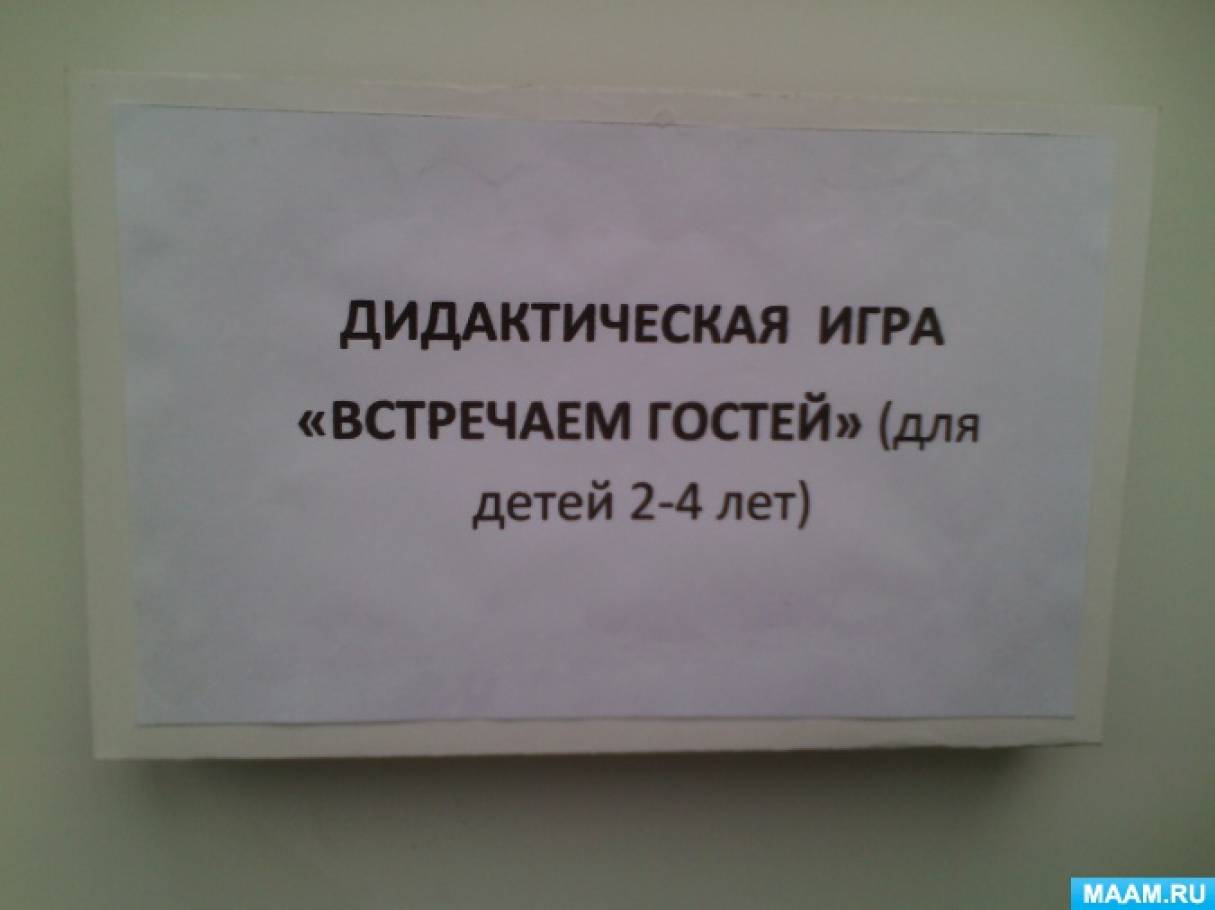 ДИДАКТИЧЕСКАЯ ИГРА
«ВСТРЕЧАЕМ ГОСТЕЙ» (для
детей 2-4 лет)
MAAM.RU